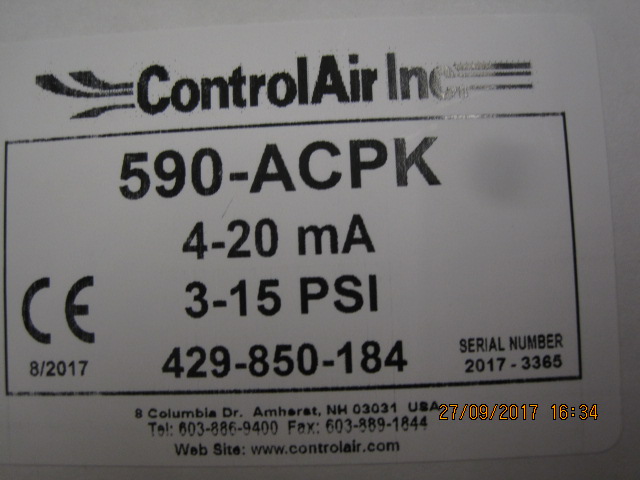 ControlAir Inc.
590-ACPK
4-20 mA
3-15 PSI
CE
8/2017
429-850-184
SERIAL NUMBER
2017 - 3365
8 Columbia Dr. Amherst, NH 03031 USA
Tel: 603-886-9400 Fax: 603-889-1844
Web Site: www.controlair.com
27/09/2017 16:34